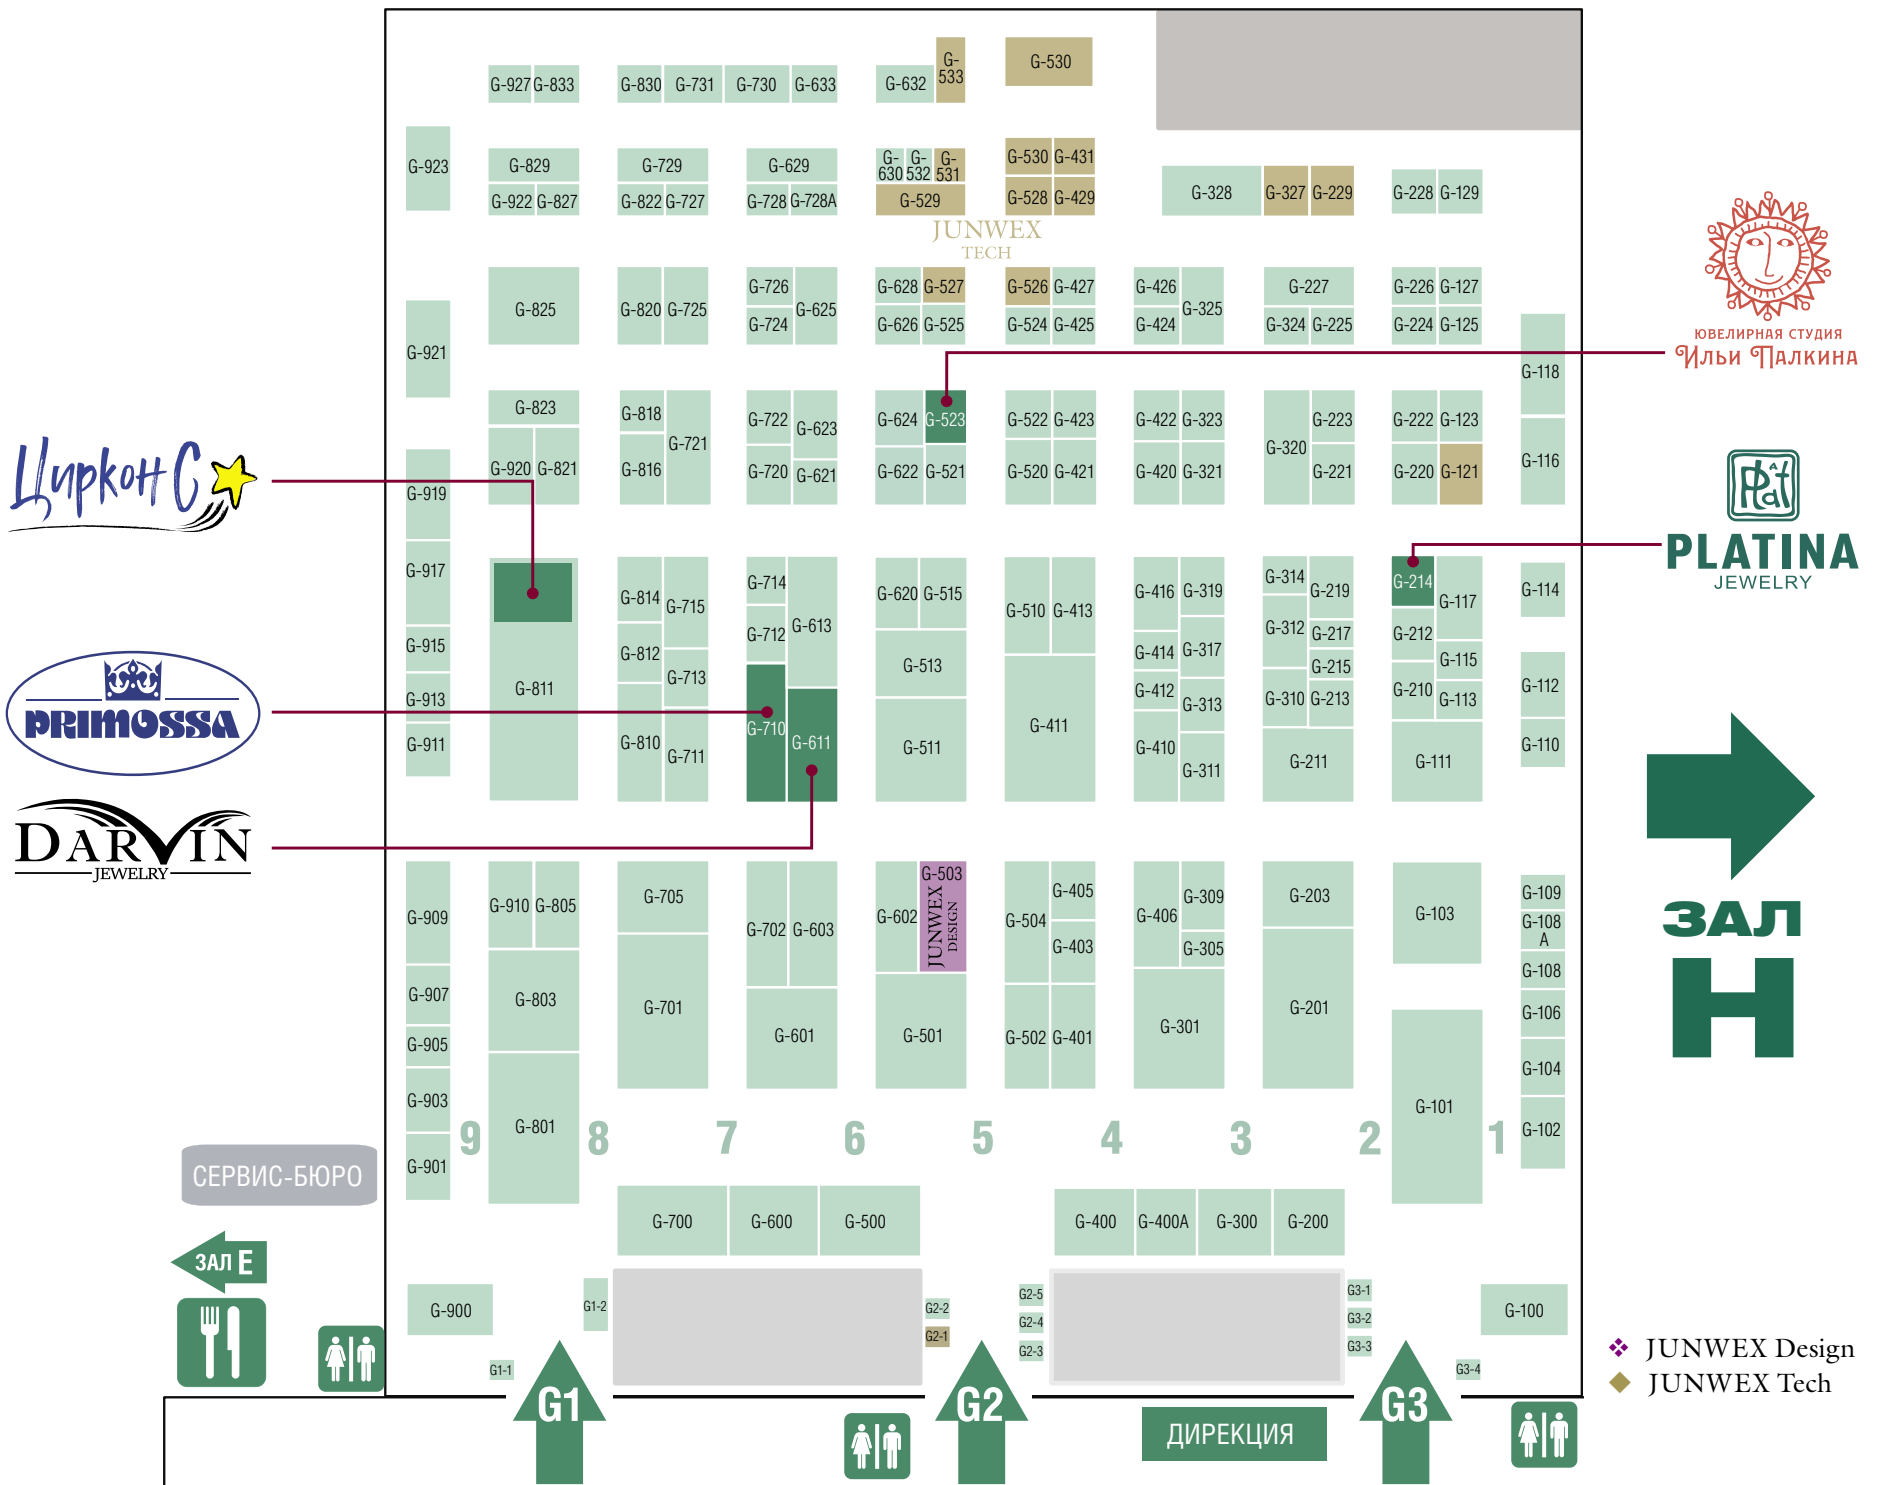 G-533
G-530
G-927 G-833
G-830 G-731 G-730 G-633
G-632
G-923
G-829
G-729
G-629
G-630 G-532 G-531
G-530 G-431
G-922 G-827
G-822 G-727
G-728 G-728A
G-529
G-528 G-429
G-328 G-327 G-229
G-228 G-129
JUNWEX
TECH
G-825
G-820 G-725
G-726
G-724
G-625
G-628 G-527
G-626 G-525
G-526 G-427
G-524 G-425
G-426
G-424
G-325
G-227
G-324 G-225
G-226 G-127
G-224 G-125
G-921
G-118
ЮВЕЛИРНАЯ СТУДИЯ
ИЛЬИ ПАЛКИНА
G-823
G-920 G-821
G-818
G-816
G-721
G-722
G-720
G-623
G-621
G-624 G-523
G-622 G-521
G-522 G-423
G-520 G-421
G-422 G-323
G-420 G-321
G-320
G-223
G-221
G-222 G-123
G-220 G-121
G-116
Циркон С
G-919
G-917
G-915
G-913
G-911
Plat
PLATINA
JEWELRY
G-811
G-814
G-812
G-810
G-715
G-713
G-711
G-714
G-712
G-710
G-613
G-611
G-620 G-515
G-513
G-511
G-510 G-413
G-411
G-416
G-414
G-412
G-410
G-319
G-317
G-313
G-311
G-314
G-312
G-310
G-219
G-217
G-215
G-213
G-211
G-214
G-212
G-210
G-117
G-115
G-113
G-111
G-114
G-112
G-110
PRIMOSSA
DARVIN
JEWELRY
G-909
G-907
G-905
G-903
G-901
G-910 G-805
G-803
G-801
G-705
G-701
G-702 G-603
G-601
G-602
G-503
JUNWEX
DESIGN
G-501
G-504
G-502
G-405
G-403
G-401
G-406
G-309
G-305
G-301
G-203
G-201
G-103
G-101
G-109
G-108A
G-108
G-106
G-104
G-102
ЗАЛ
H
9 8 7 6 5 4 3 2 1
СЕРВИС-БЮРО
G-700 G-600 G-500
G-400 G-400A G-300 G-200
ЗАЛ E
G-900
G1-2
G1-1
G2-2
G2-1
G2-5
G2-4
G2-3
G3-1
G3-2
G3-3
G3-4
G-100
JUNWEX Design
JUNWEX Tech
G1
G2
G3
ДИРЕКЦИЯ